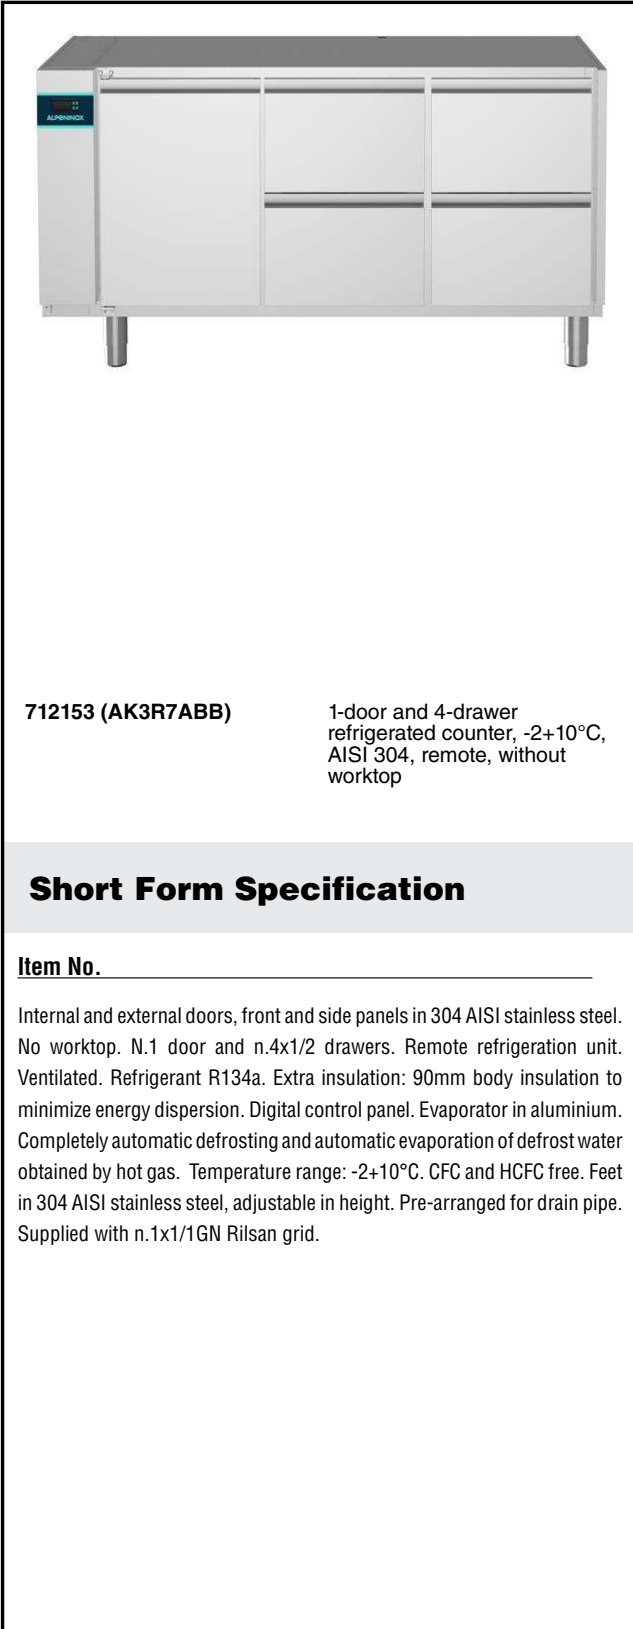 ALPENINOX
712153 (AK3R7ABB)
1-door and 4-drawer
refrigerated counter, -2+10°C,
AISI 304, remote, without
worktop
Short Form Specification
Item No.
Internal and external doors, front and side panels in 304 AISI stainless steel.
No worktop. N.1 door and n.4x1/2 drawers. Remote refrigeration unit.
Ventilated. Refrigerant R134a. Extra insulation: 90mm body insulation to
minimize energy dispersion. Digital control panel. Evaporator in aluminium.
Completely automatic defrosting and automatic evaporation of defrost water
obtained by hot gas. Temperature range: -2+10°C. CFC and HCFC free. Feet
in 304 AISI stainless steel, adjustable in height. Pre-arranged for drain pipe.
Supplied with n.1x1/1GN Rilsan grid.